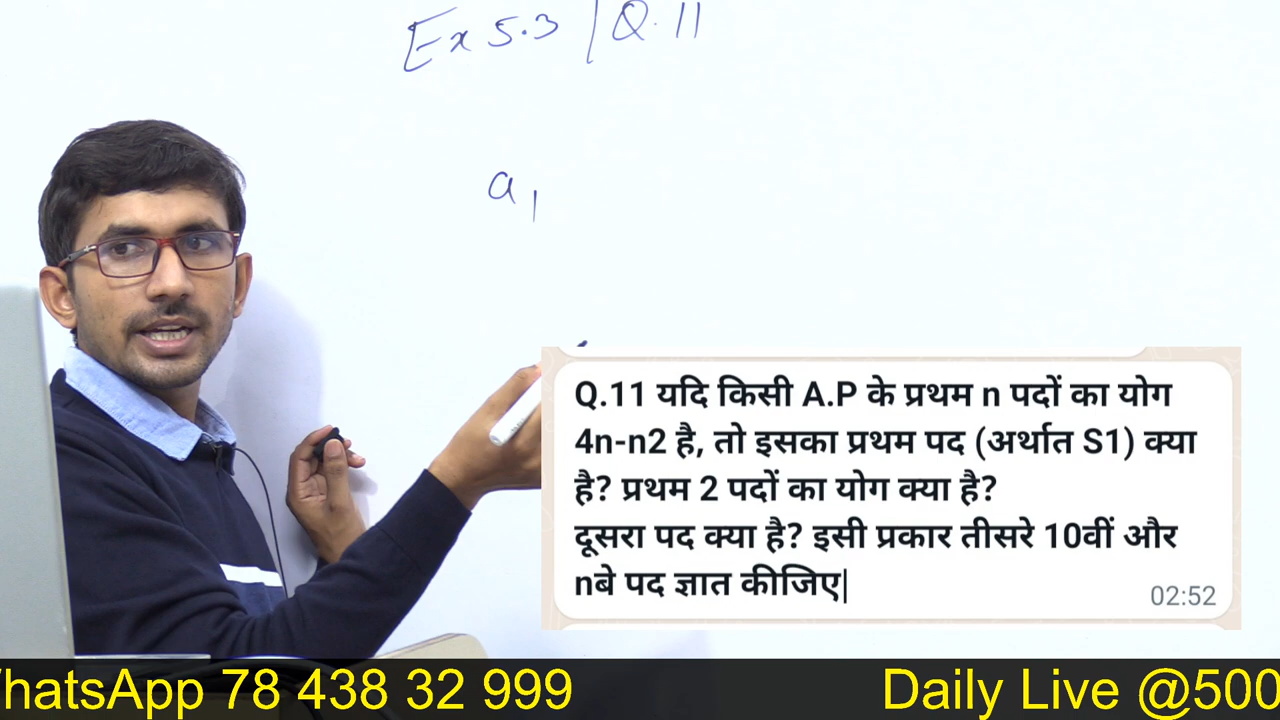 Ex 5.3 / Q.11
a1
Q.11 यदि किसी A.P के प्रथम n पदों का योग
4n-n2 है, तो इसका प्रथम पद (अर्थात S1) क्या
है? प्रथम 2 पदों का योग क्या है?
दूसरा पद क्या है? इसी प्रकार तीसरे 10वीं और
nबे पद ज्ञात कीजिए|
02:52
hatsApp 78 438 32 999
Daily Live @500